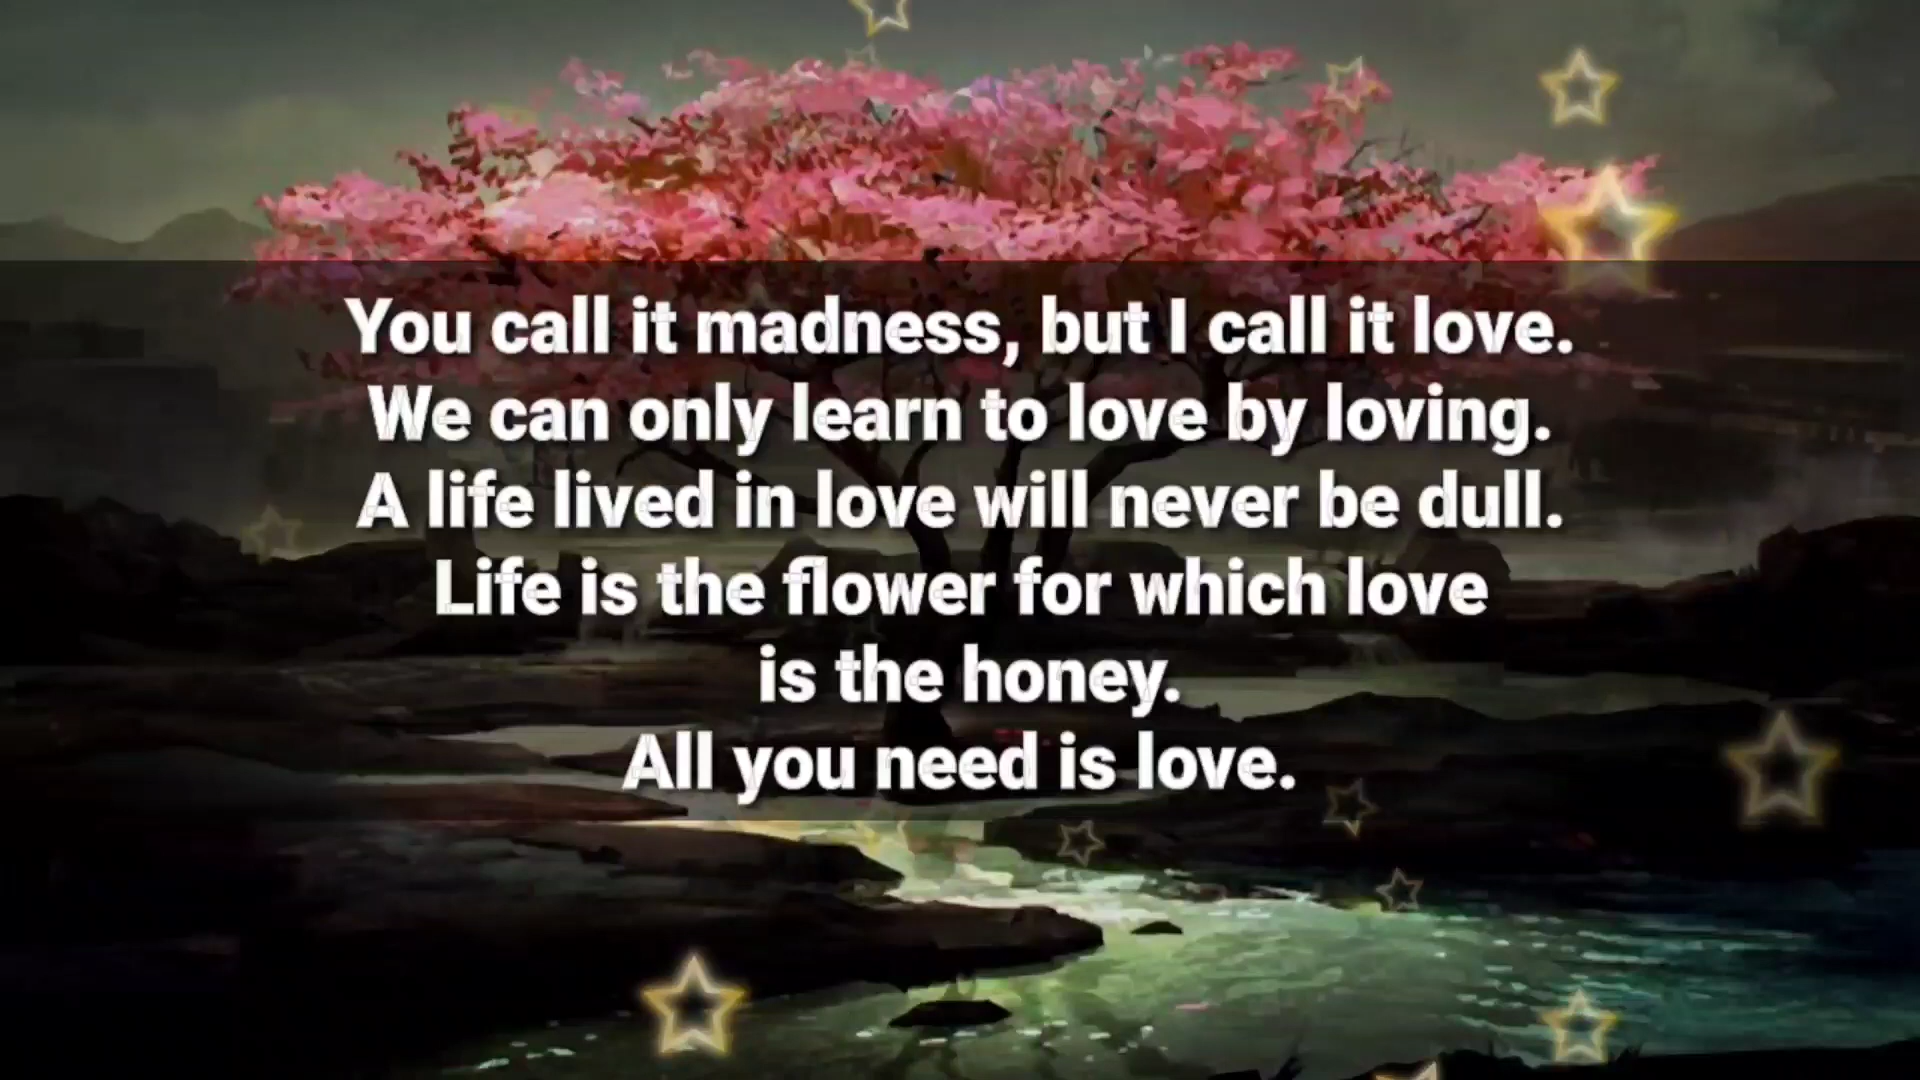 You call it madness, but I call it love.
We can only learn to love by loving.
A life lived in love will never be dull.
Life is the flower for which love
is the honey.
All you need is love.